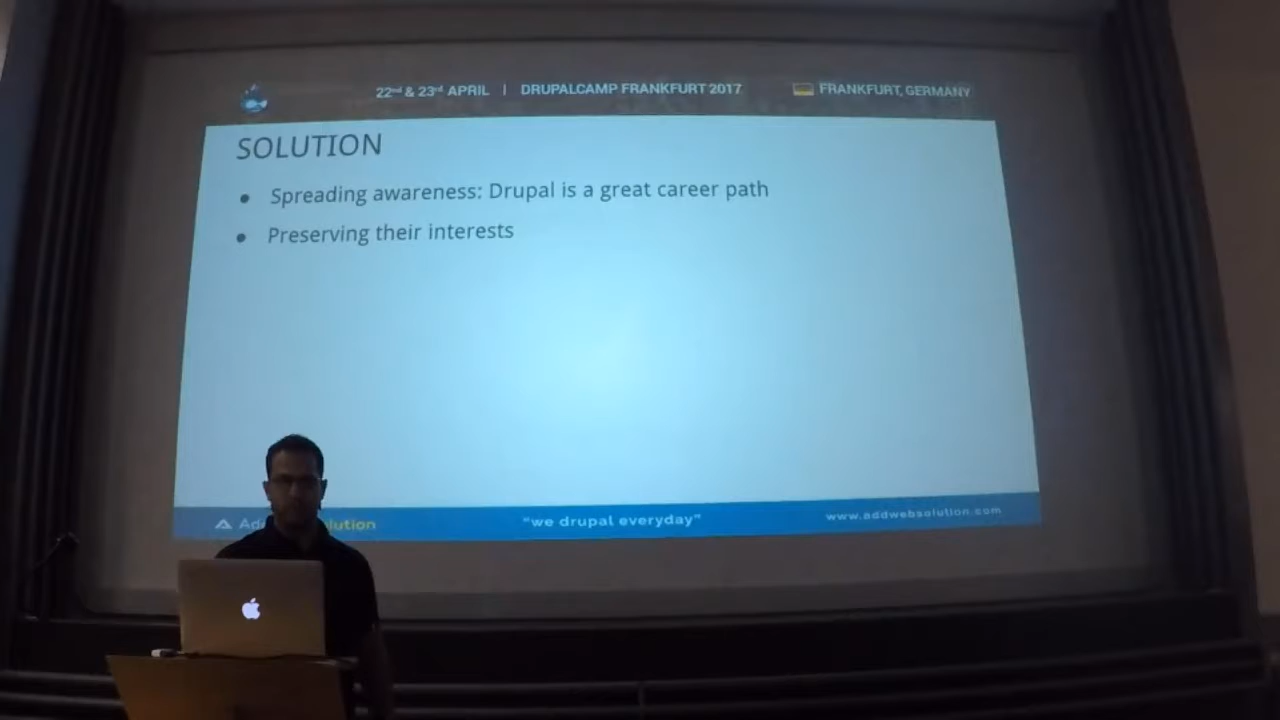 22nd & 23rd APRIL | DRUPALCAMP FRANKFURT 2017 FRANKFURT, GERMANY
SOLUTION
• Spreading awareness: Drupal is a great career path
• Preserving their interests
"we drupal everyday" www.addwebsolution.com